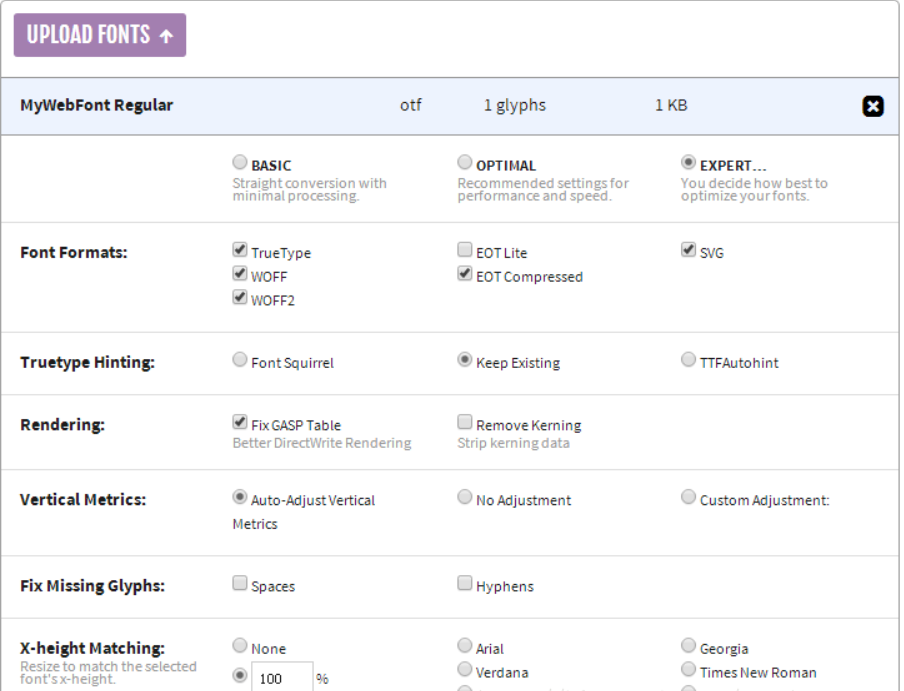 UPLOAD FONTS
MyWebFont Regular otf 1 glyphs 1 KB
BASIC OPTIMAL EXPERT...
Straight conversion with Recommended settings for You decide how best to
minimal processing. performance and speed. optimize your fonts.
Font Formats: TrueType EOT Lite SVG
WOFF EOT Compressed
WOFF2
Truetype Hinting: Font Squirrel Keep Existing TTFAutohint
Rendering: Fix GASP Table Remove Kerning
Better DirectWrite Rendering Strip kerning data
Vertical Metrics: Auto-Adjust Vertical No Adjustment Custom Adjustment:
Metrics
Fix Missing Glyphs: Spaces Hyphens
X-height Matching: None Arial Georgia
Resize to match the selected Verdana Times New Roman
font's x-height. 100 %